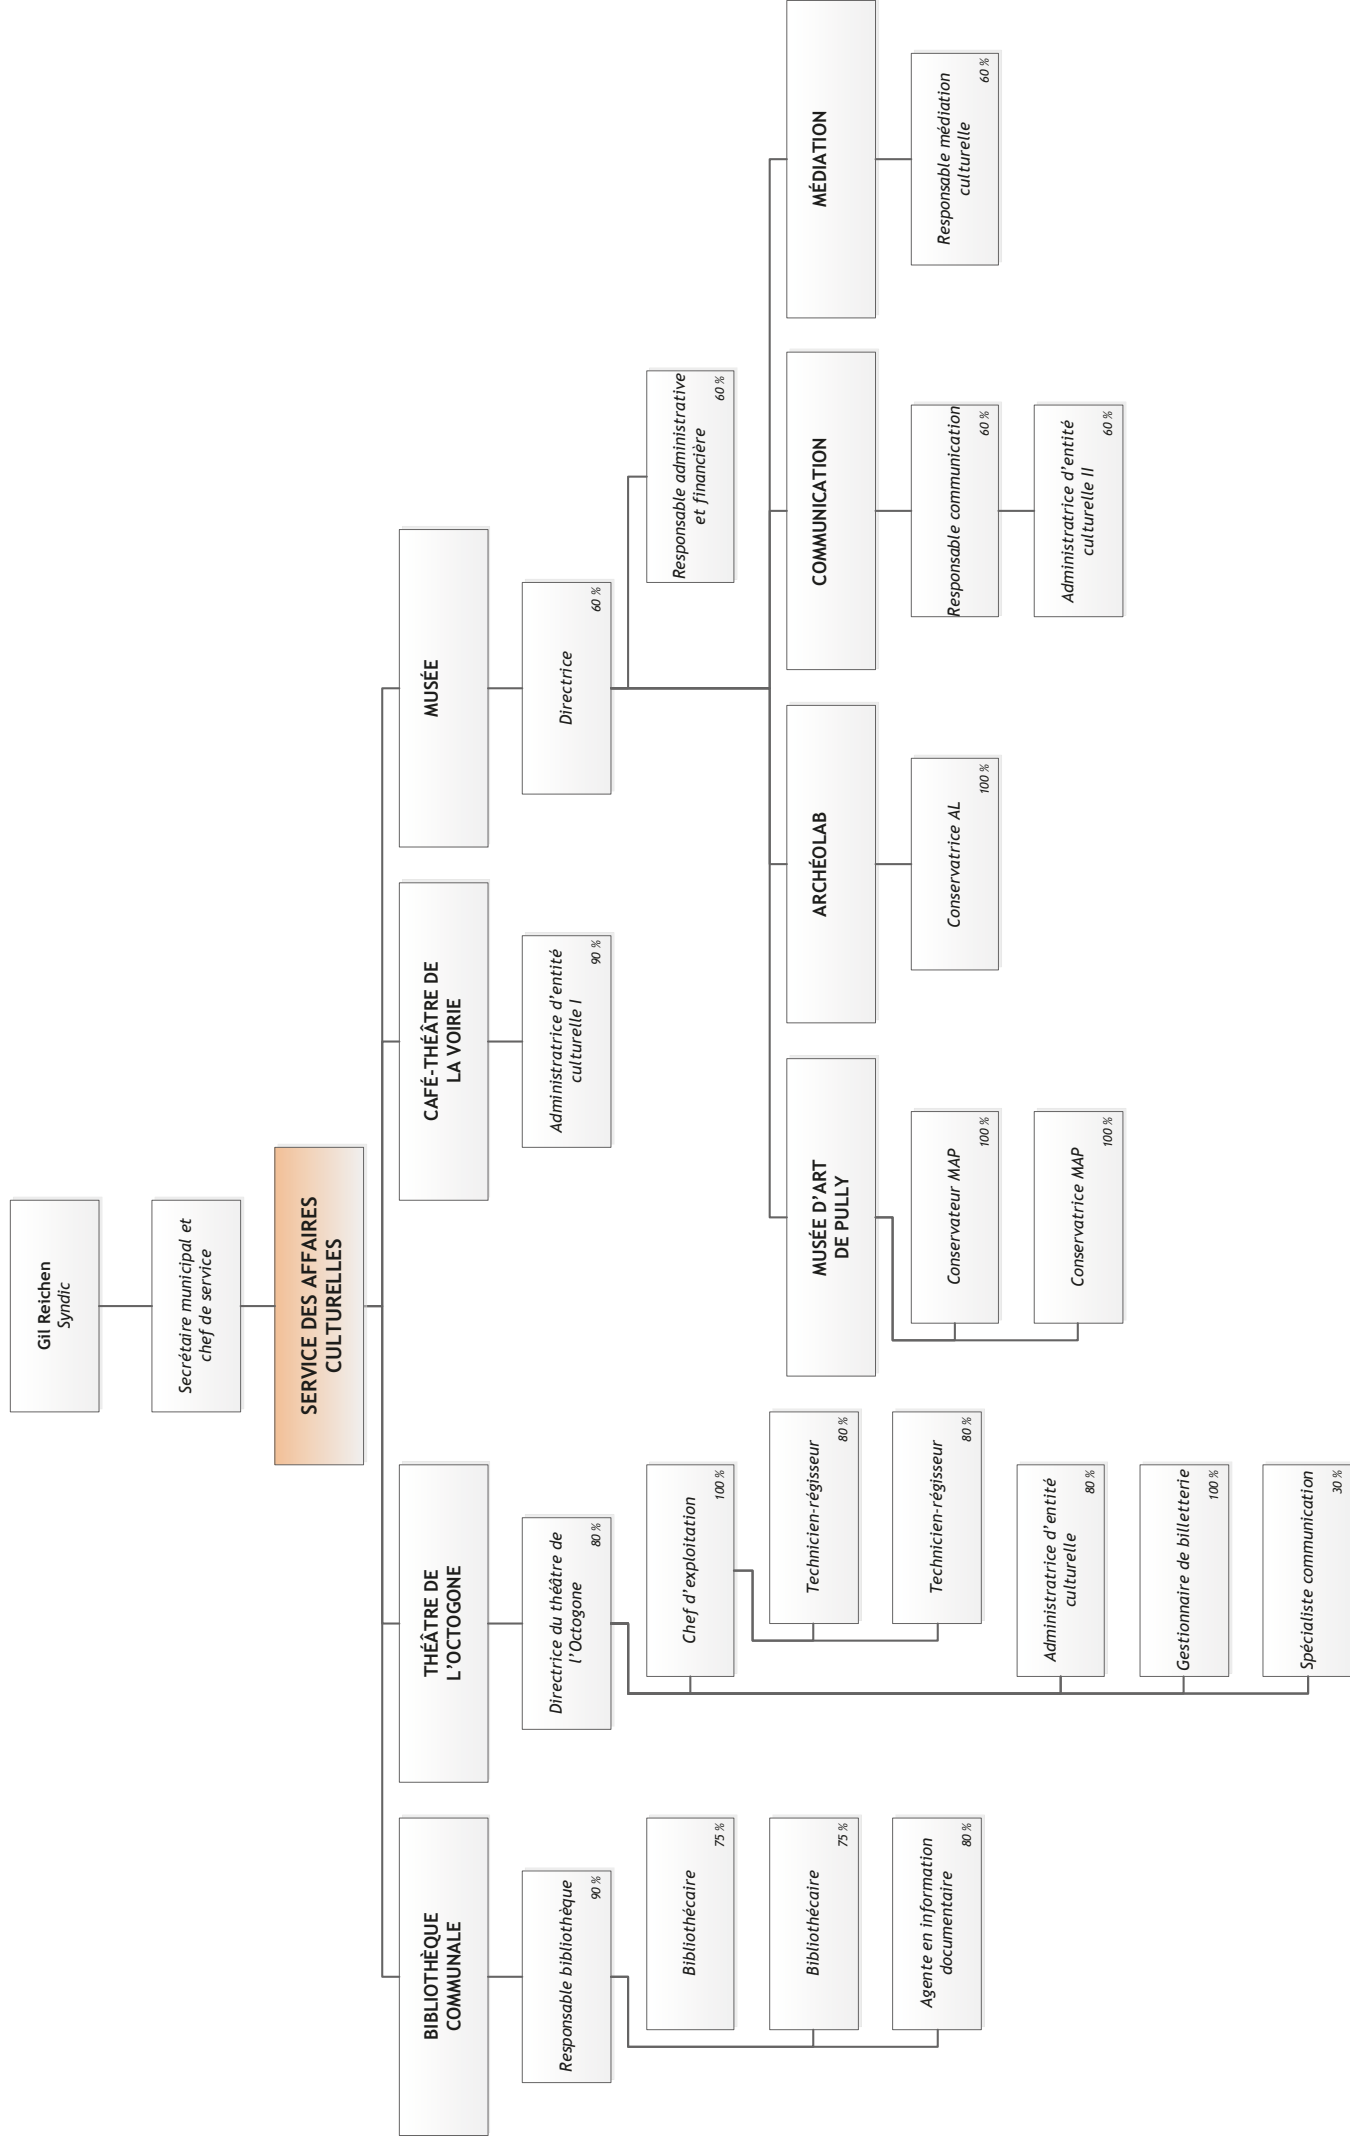 Gil Reichen
Syndic
Secrétaire municipal et
chef de service
SERVICE DES AFFAIRES
CULTURELLES
BIBLIOTHÈQUE
COMMUNALE
Responsable bibliothèque
90 %
Bibliothécaire
75 %
Bibliothécaire
75 %
Agente en information
documentaire
80 %
THÉÂTRE DE
L’OCTOGONE
Directrice du théâtre de
l’Octogone
80 %
Chef d’exploitation
100 %
Technicien-régisseur
80 %
Technicien-régisseur
80 %
Administratrice d’entité
culturelle
80 %
Gestionnaire de billetterie
100 %
Spécialiste communication
30 %
CAFÉ-THÉÂTRE DE
LA VOIRIE
Administratrice d’entité
culturelle I
90 %
MUSÉE
Directrice
60 %
Responsable administrative
et financière
60 %
MUSÉE D’ART
DE PULLY
Conservateur MAP
100 %
Conservatrice MAP
100 %
ARCHÉOLAB
Conservatrice AL
100 %
COMMUNICATION
Responsable communication
60 %
Administratrice d’entité
culturelle II
60 %
MÉDIATION
Responsable médiation
culturelle
60 %